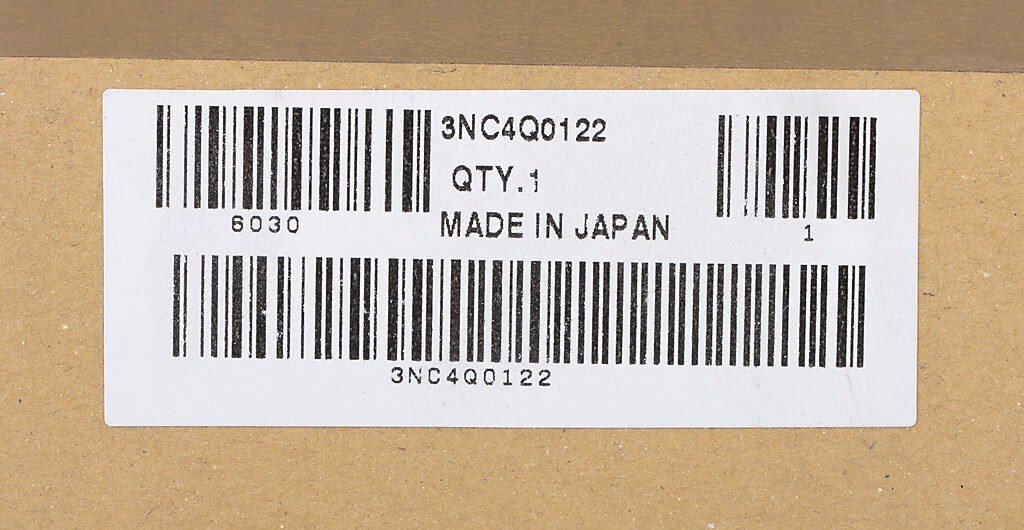 3NC4Q0122
QTY.1
MADE IN JAPAN
6030
1
3NC4Q0122